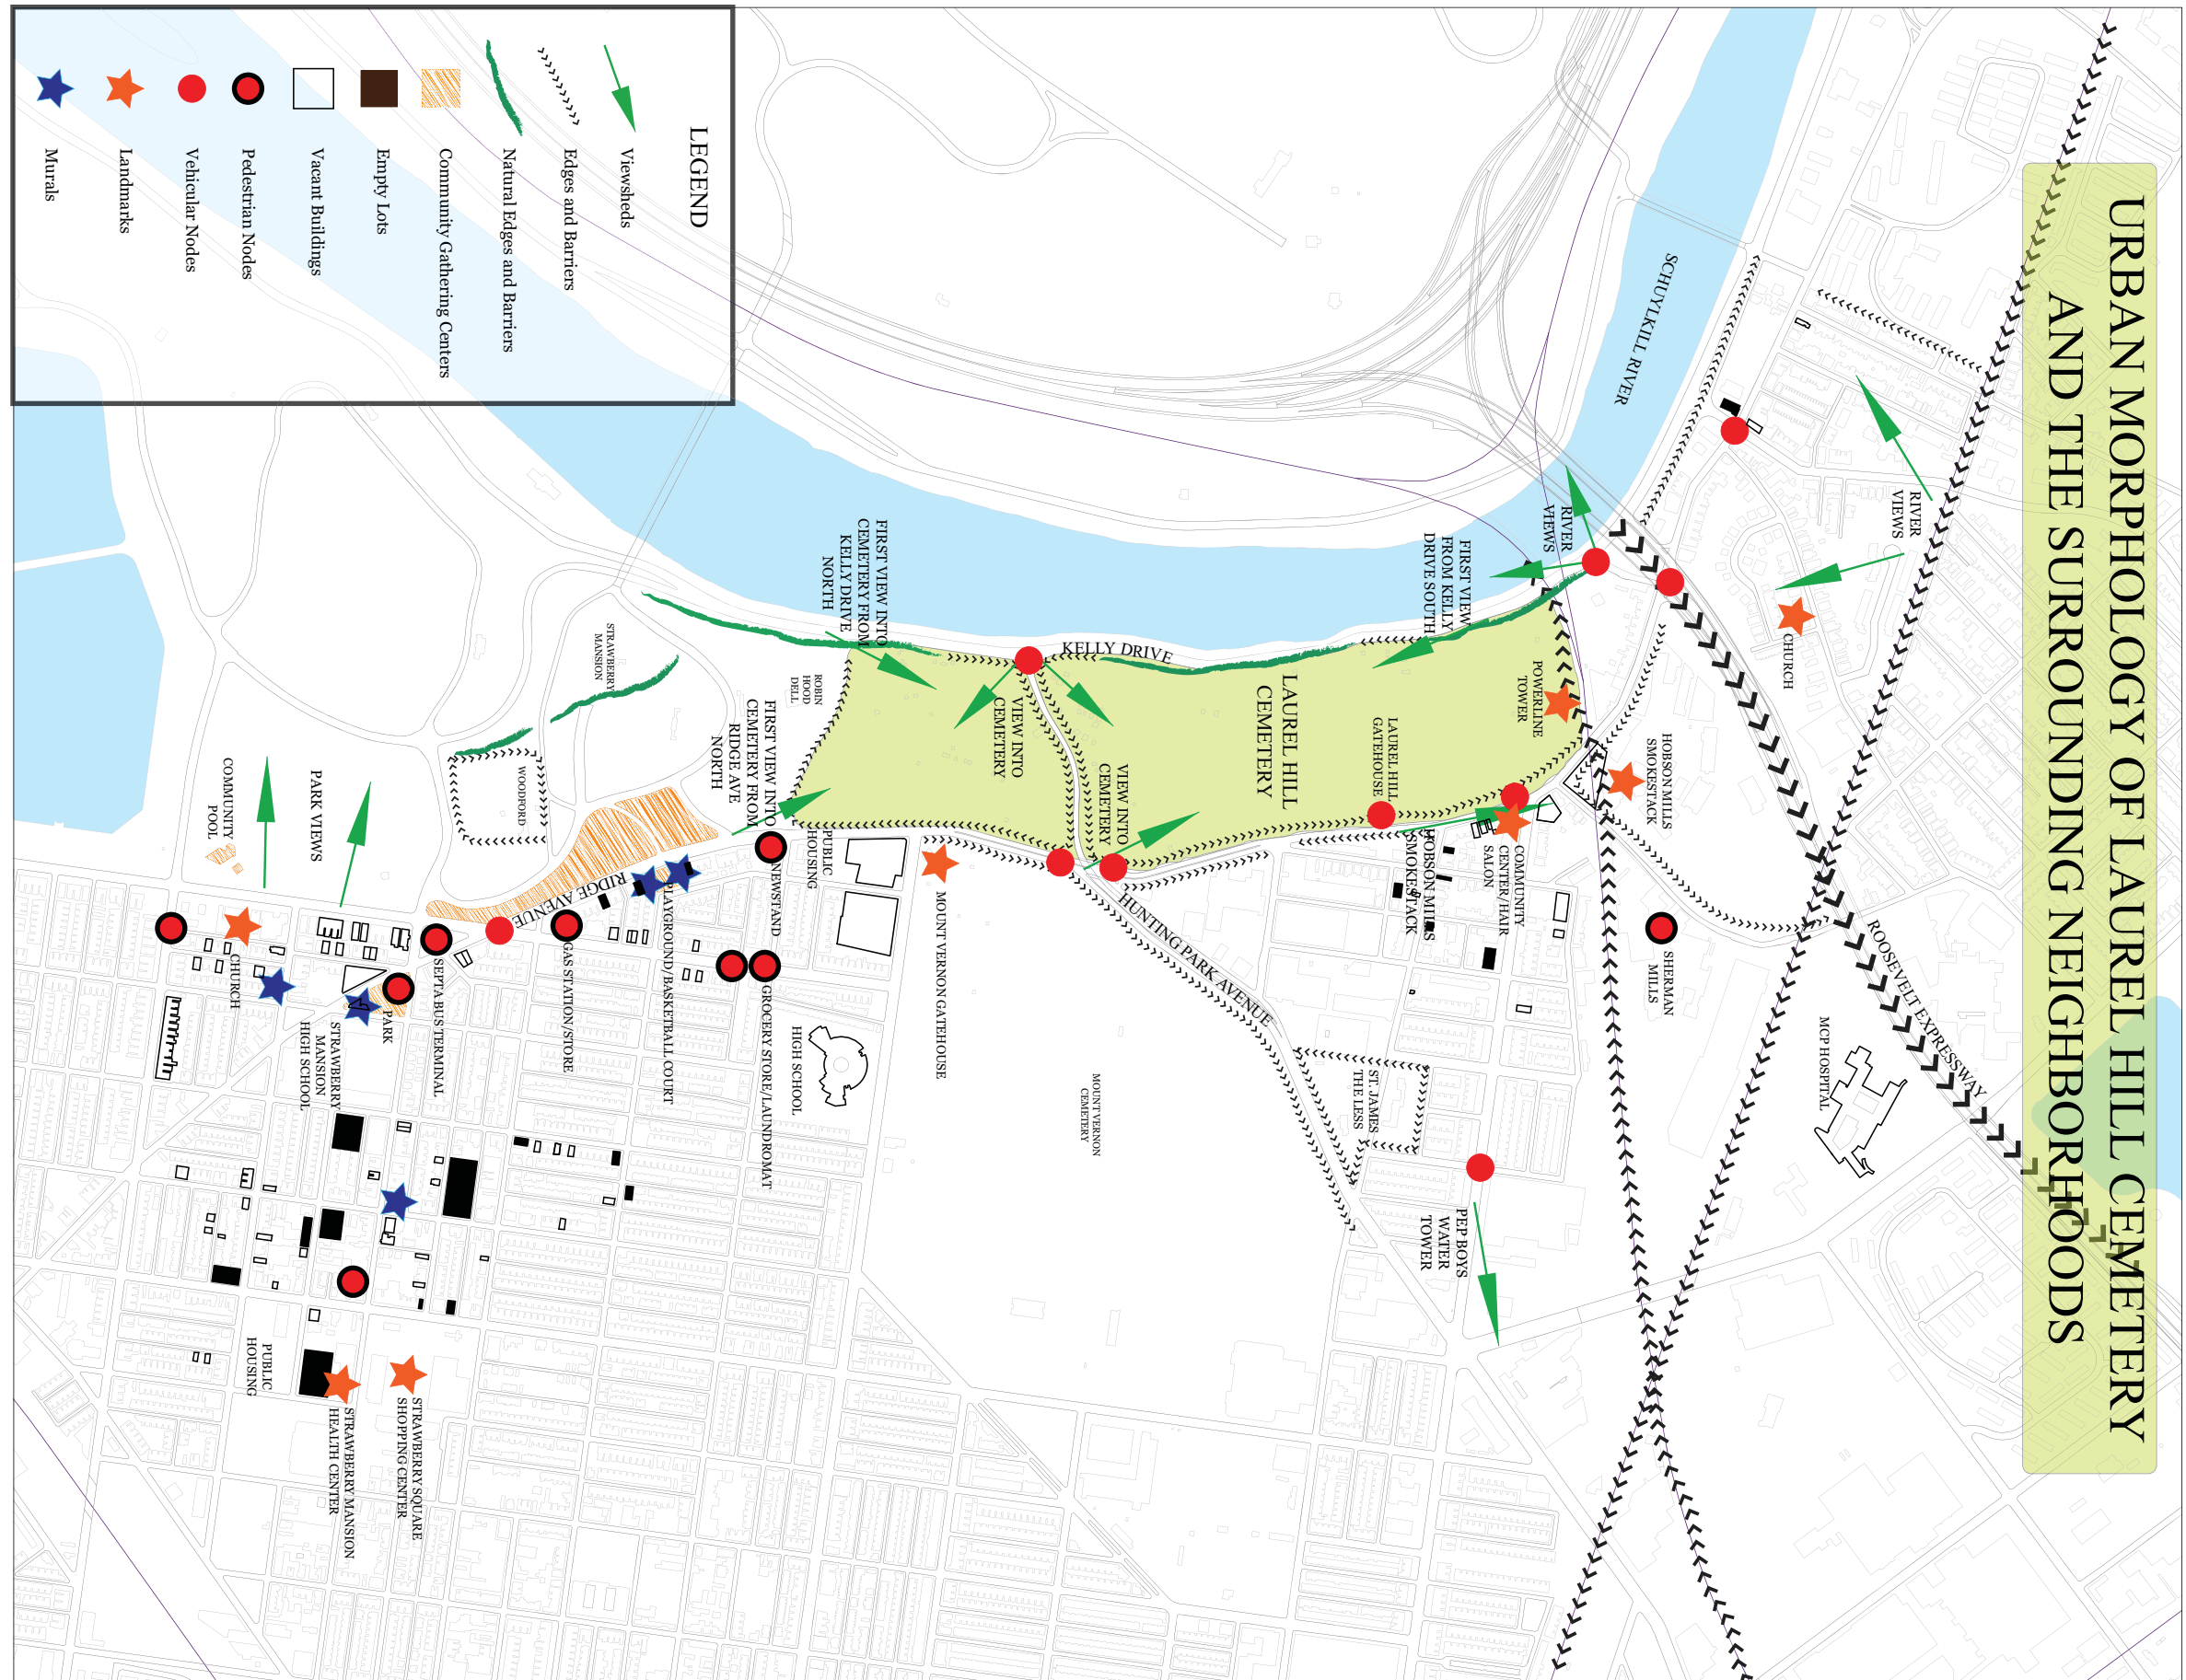 URBAN MORPHOLOGY OF LAUREL HILL CEMETERY
AND THE SURROUNDING NEIGHBORHOODS
SCHUYLKILL RIVER
RIVER
VIEWS
CHURCH
RIVER
VIEWS
FIRST VIEW
FROM KELLY
DRIVE SOUTH
POWERLINE
TOWER
HOBSON MILLS
SMOKESTACK
SHERMAN
MILLS
ROOSEVELT EXPRESSWAY
MCP HOSPITAL
LAUREL HILL
CEMETERY
LAUREL HILL
GATEHOUSE
COMMUNITY
CENTER/HAIR
SALON
HOBSON MILLS
SMOKESTACK
KELLY DRIVE
VIEW INTO
CEMETERY
VIEW INTO
CEMETERY
HUNTING PARK AVENUE
ST. JAMES
THE LESS
PEP BOYS
WATER
TOWER
MOUNT VERNON
CEMETERY
MOUNT VERNON GATEHOUSE
FIRST VIEW INTO
CEMETERY FROM
KELLY DRIVE
NORTH
ROBIN
HOOD
DELL
FIRST VIEW INTO
CEMETERY FROM
RIDGE AVE
NORTH
PUBLIC
HOUSING
NEWSTAND
HIGH SCHOOL
GROCERY STORE/LAUNDROMAT
PLAYGROUND/BASKETBALL COURT
RIDGE AVENUE
GAS STATION/STORE
STRAWBERRY
MANSION
WOODFORD
SEPTA BUS TERMINAL
PARK
STRAWBERRY
MANSION
HIGH SCHOOL
PARK VIEWS
COMMUNITY
POOL
CHURCH
PUBLIC
HOUSING
STRAWBERRY SQUARE
SHOPPING CENTER
STRAWBERRY MANSION
HEALTH CENTER
LEGEND
Viewsheds
Edges and Barriers
Natural Edges and Barriers
Community Gathering Centers
Empty Lots
Vacant Buildings
Pedestrian Nodes
Vehicular Nodes
Landmarks
Murals